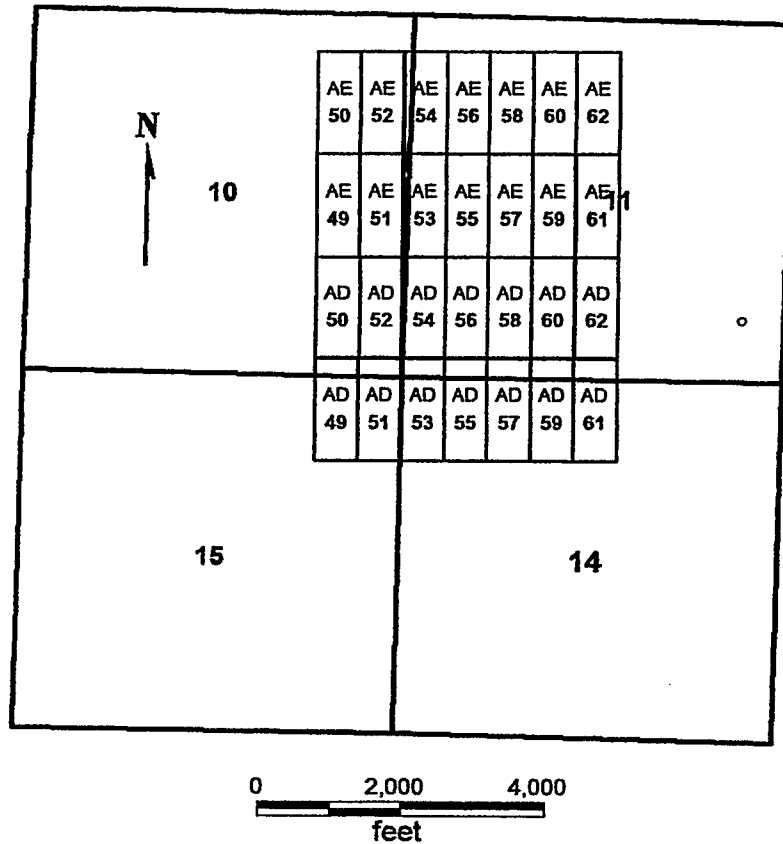 AE AE AE AE AE AE AE
50 52 54 56 58 60 62
N
10
AE AE AE AE AE AE AE
49 51 53 55 57 59 61
11
AD AD AD AD AD AD AD
50 52 54 56 58 60 62
AD AD AD AD AD AD AD
49 51 53 55 57 59 61
15
14
0 2,000 4,000
feet